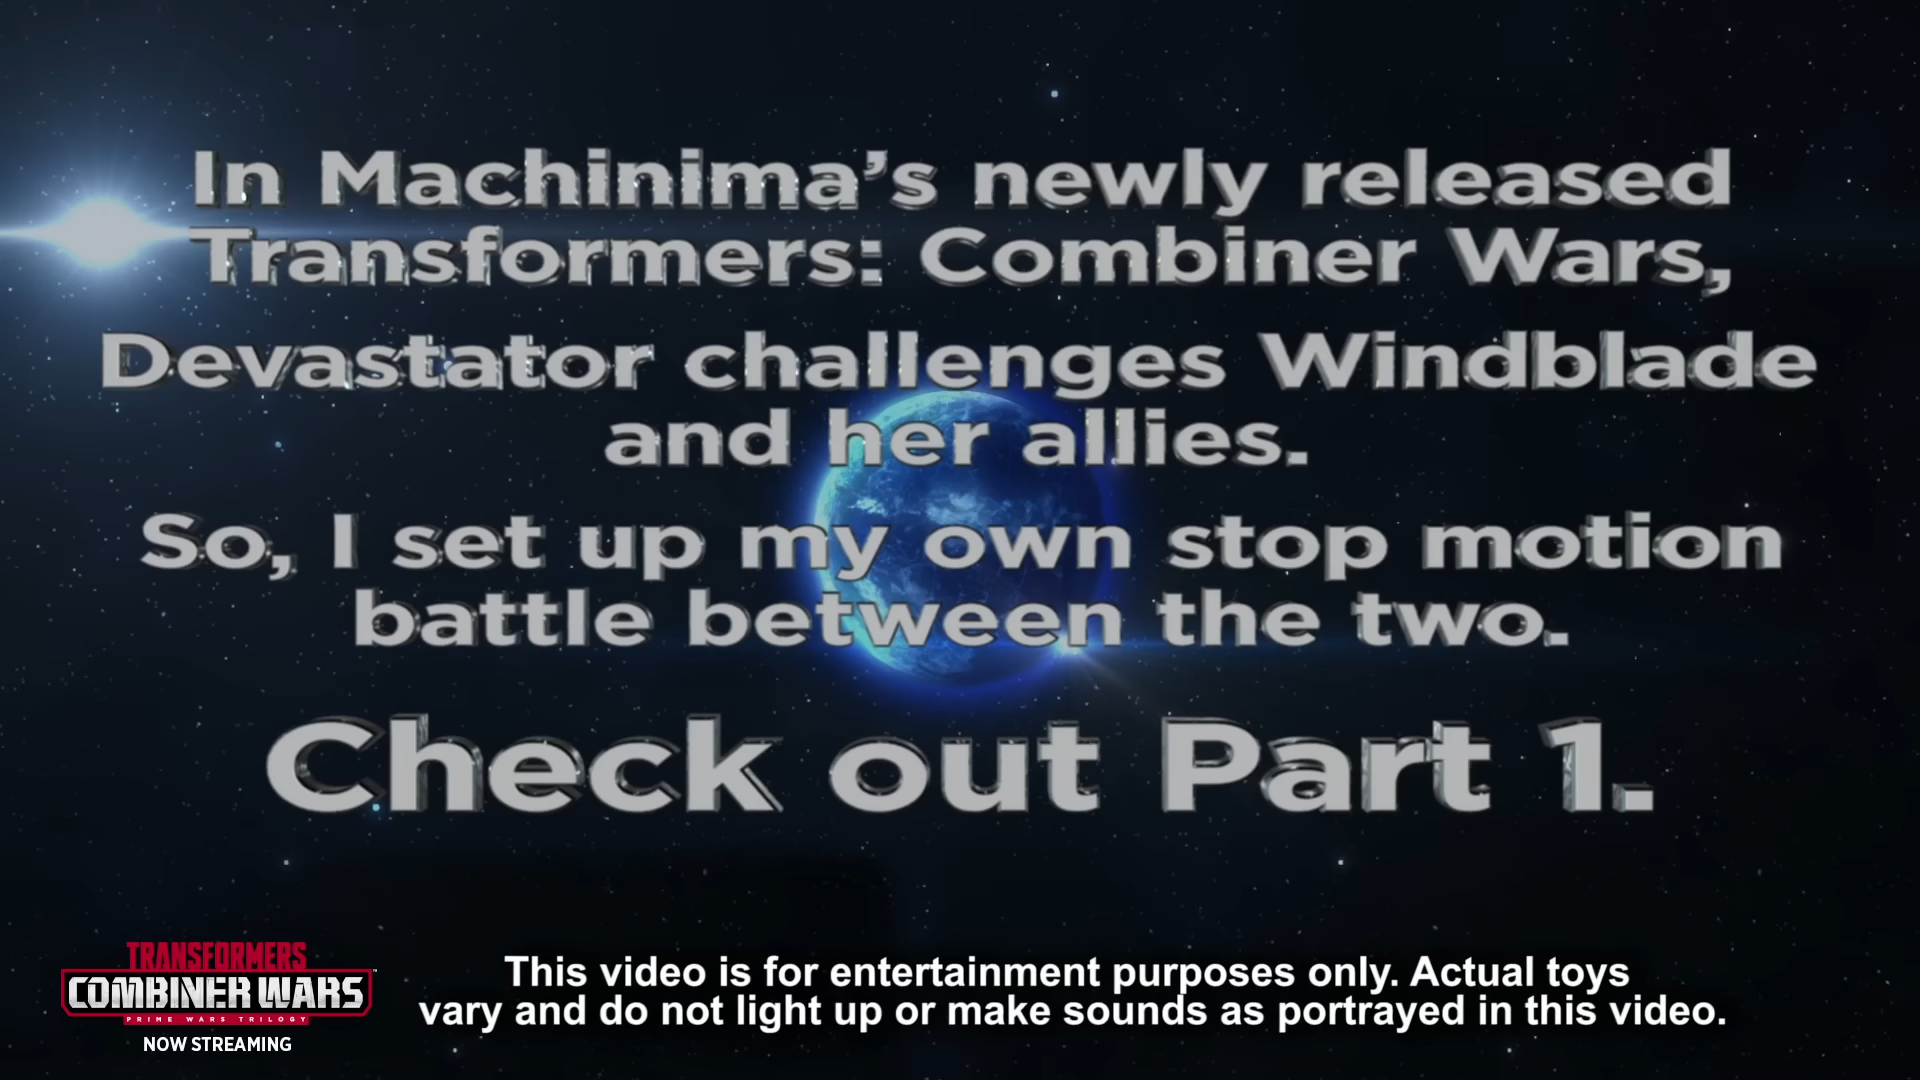 In Machinima's newly released
Transformers: Combiner Wars,
Devastator challenges Windblade
and her allies.
So, I set up my own stop motion
battle between the two.
Check out Part 1.
TRANSFORMERS
COMBINER WARS™
PRIME WARS TRILOGY
NOW STREAMING
This video is for entertainment purposes only. Actual toys
vary and do not light up or make sounds as portrayed in this video.